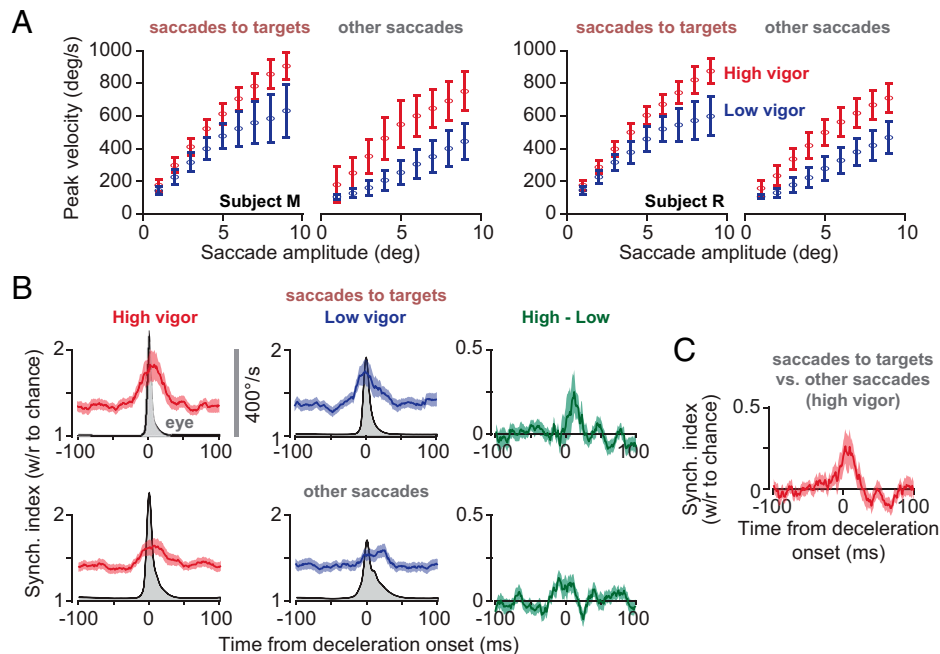 A
saccades to targets
other saccades
saccades to targets
other saccades
Peak velocity (deg/s)
1000
800
600
400
200
0
High vigor
Low vigor
Subject M
Subject R
0 5 10
0 5 10
0 5 10
0 5 10
Saccade amplitude (deg)
Saccade amplitude (deg)
B
saccades to targets
High vigor
Low vigor
High - Low
Synch. index (w/r to chance)
2
1
eye
400°/s
2
1
0.5
0
-100 0 100
-100 0 100
-100 0 100
other saccades
2
1
2
1
0.5
0
-100 0 100
-100 0 100
-100 0 100
Time from deceleration onset (ms)
C
saccades to targets
vs. other saccades
(high vigor)
Synch. index
(w/r to chance)
0.5
0
-100 0 100
Time from deceleration
onset (ms)